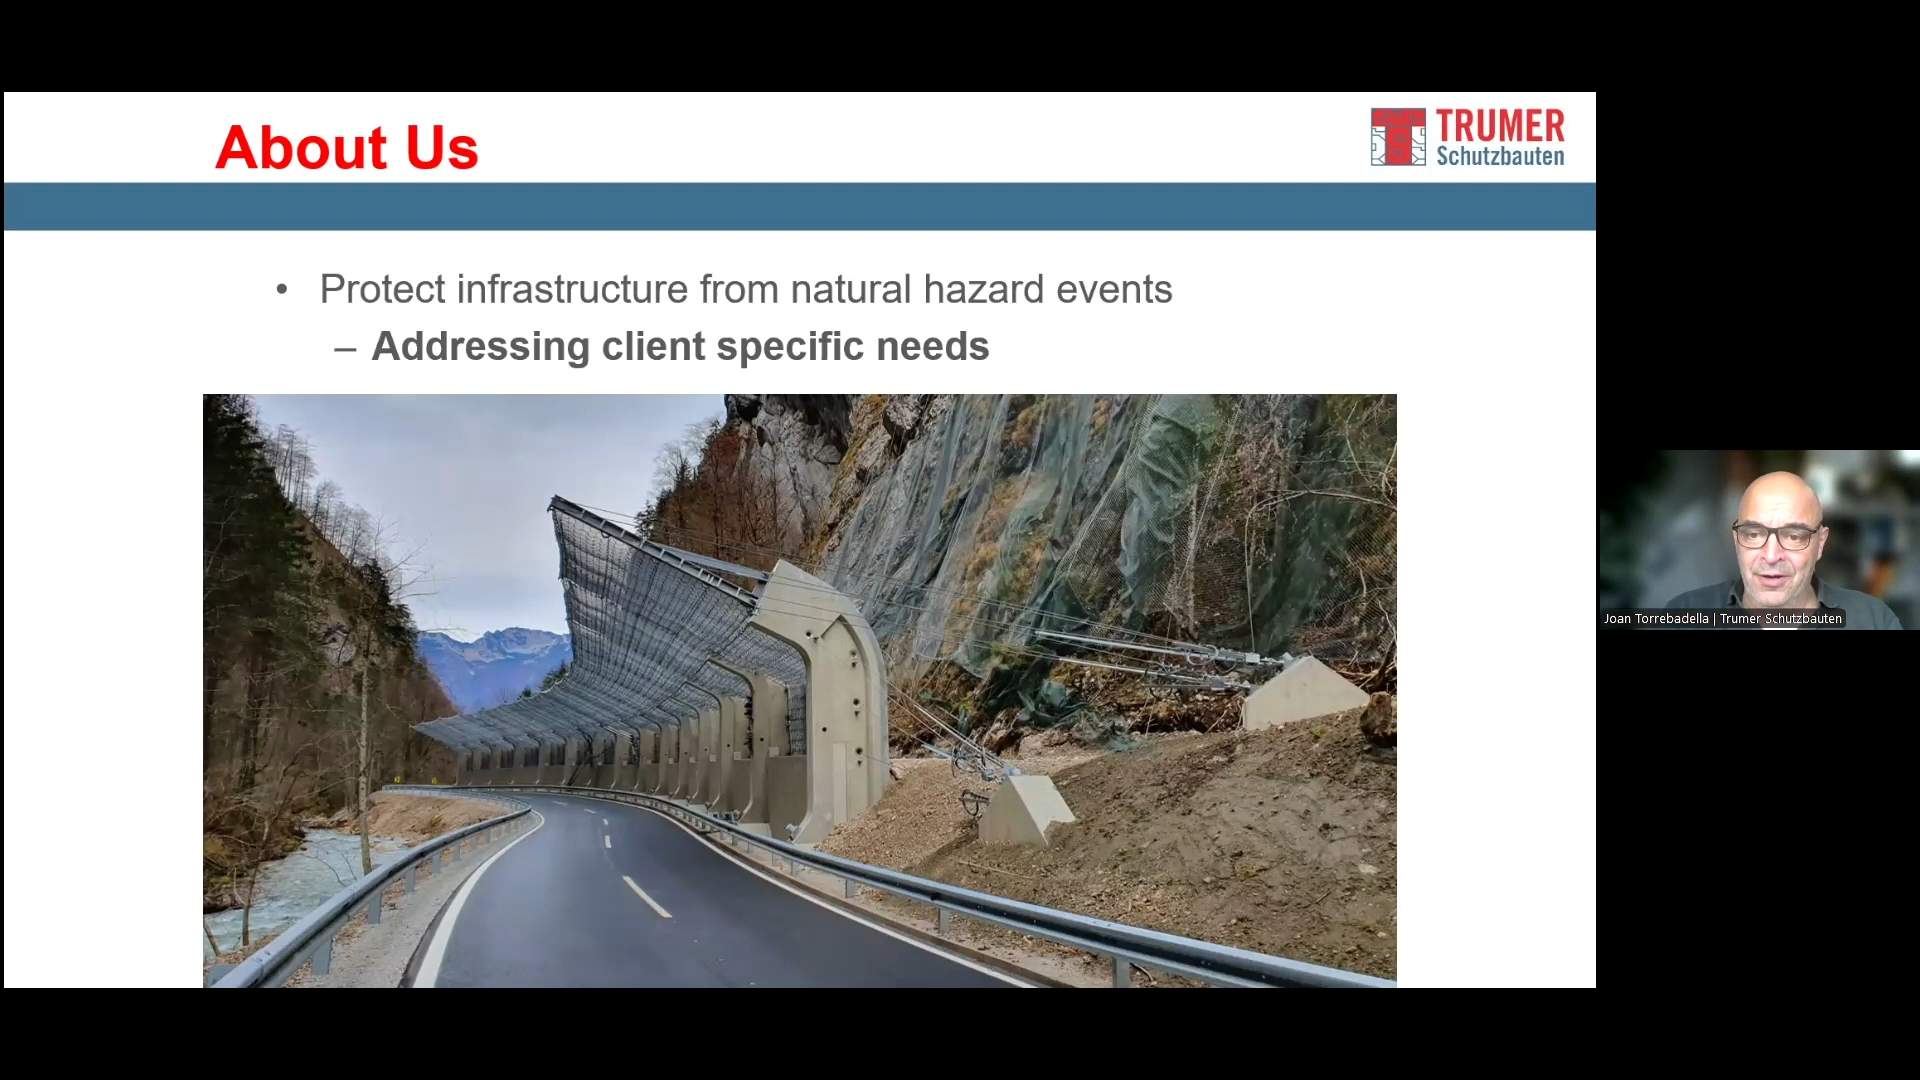 About Us
TRUMER
Schutzbauten
• Protect infrastructure from natural hazard events
– Addressing client specific needs
Joan Torrebadella | Trumer Schutzbauten